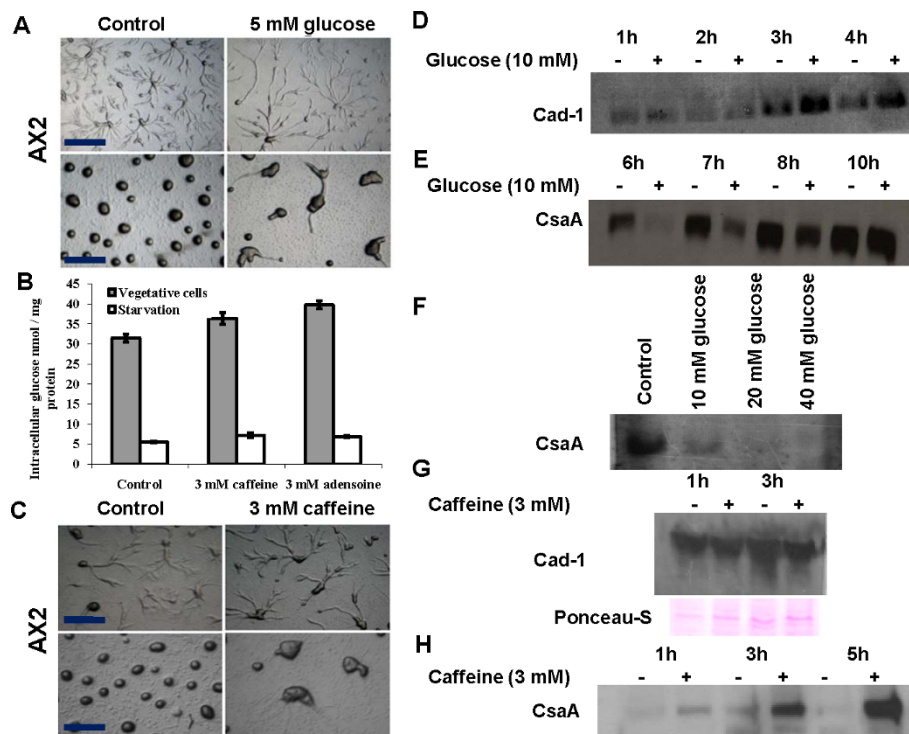 A
Control
5 mM glucose
AX2
B
Intracellular glucose nmol / mg
protein
45
40
35
30
25
20
15
10
5
0
Vegetative cells
Starvation
Control
3 mM caffeine
3 mM adensoine
C
Control
3 mM caffeine
AX2
D
1h 2h 3h 4h
Glucose (10 mM) - + - + - + - +
Cad-1
E
6h 7h 8h 10h
Glucose (10 mM) - + - + - + - +
CsaA
F
Control
10 mM glucose
20 mM glucose
40 mM glucose
CsaA
G
1h 3h
Caffeine (3 mM) - + - +
Cad-1
Ponceau-S
H
1h 3h 5h
Caffeine (3 mM) - + - + - +
CsaA